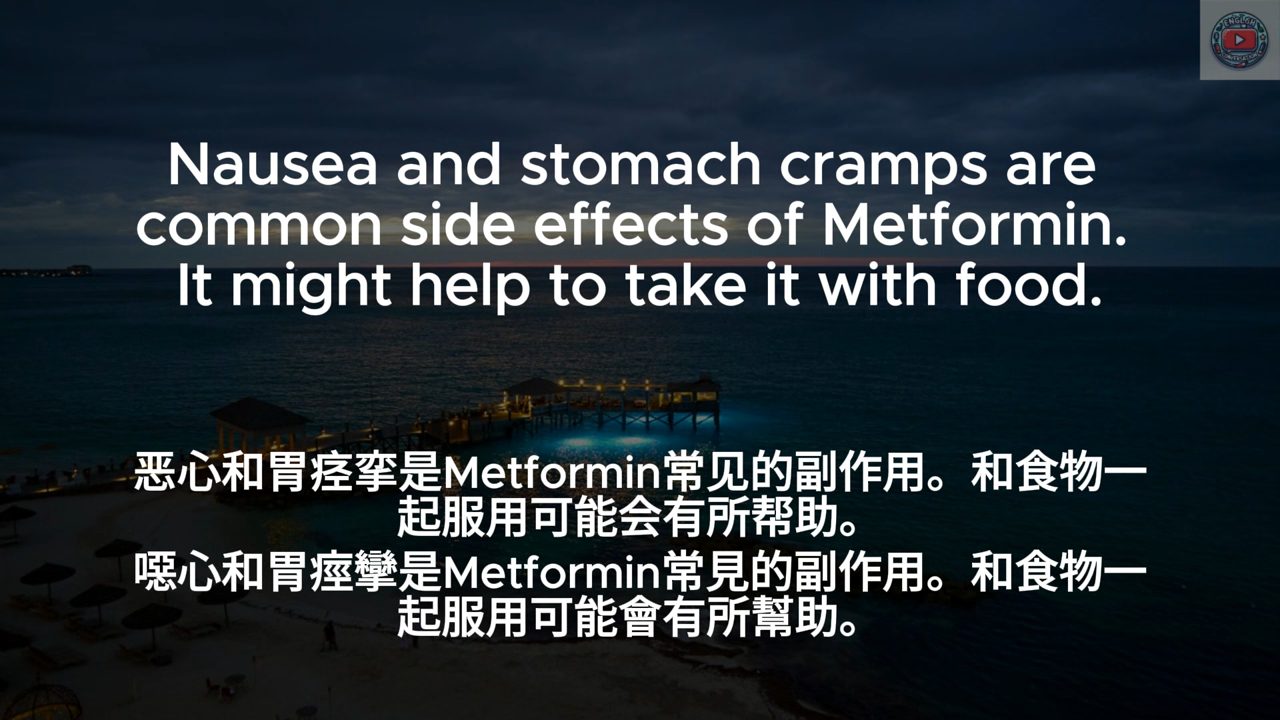 ENGLISH
CONVERSATION
Nausea and stomach cramps are
common side effects of Metformin.
It might help to take it with food.
恶心和胃痉挛是Metformin常见的副作用。和食物一
起服用可能会有所帮助。
噁心和胃痙攣是Metformin常見的副作用。和食物一
起服用可能會有所幫助。